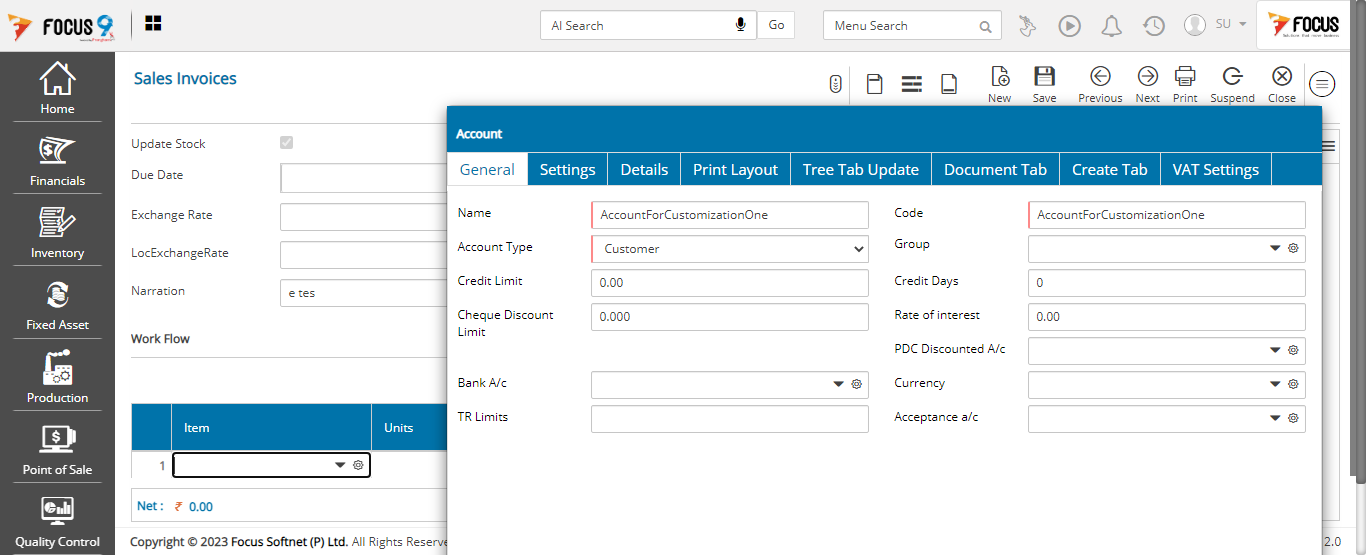 FOCUS 9
AI Search
Go
Menu Search
SU
FOCUS
Home
Financials
Inventory
Fixed Asset
Production
Point of Sale
Quality Control
Sales Invoices
New Save Previous Next Print Suspend Close
Update Stock
Due Date
Exchange Rate
LocExchangeRate
Narration e tes
Work Flow
Item Units
1
Net : ₹ 0.00
Copyright © 2023 Focus Softnet (P) Ltd. All Rights Reserve
2.0
Account
General Settings Details Print Layout Tree Tab Update Document Tab Create Tab VAT Settings
Name AccountForCustomizationOne Code AccountForCustomizationOne
Account Type Customer Group
Credit Limit 0.00 Credit Days 0
Cheque Discount
Limit 0.000 Rate of interest 0.00
PDC Discounted A/c
Bank A/c Currency
TR Limits Acceptance a/c